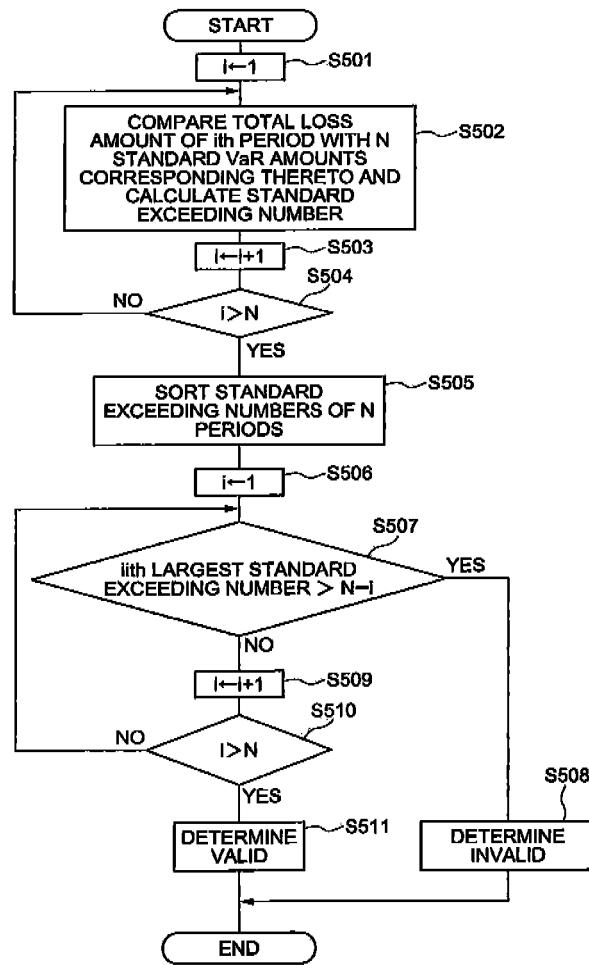 START
i←1
S501
COMPARE TOTAL LOSS
AMOUNT OF ith PERIOD WITH N
STANDARD VaR AMOUNTS
CORRESPONDING THERETO AND
CALCULATE STANDARD
EXCEEDING NUMBER
S502
i←i+1
S503
i>N
S504
NO
YES
SORT STANDARD
EXCEEDING NUMBERS OF N
PERIODS
S505
i←1
S506
iith LARGEST STANDARD
EXCEEDING NUMBER > N−i
S507
YES
NO
i←i+1
S509
i>N
S510
NO
YES
DETERMINE
VALID
S511
DETERMINE
INVALID
S508
END